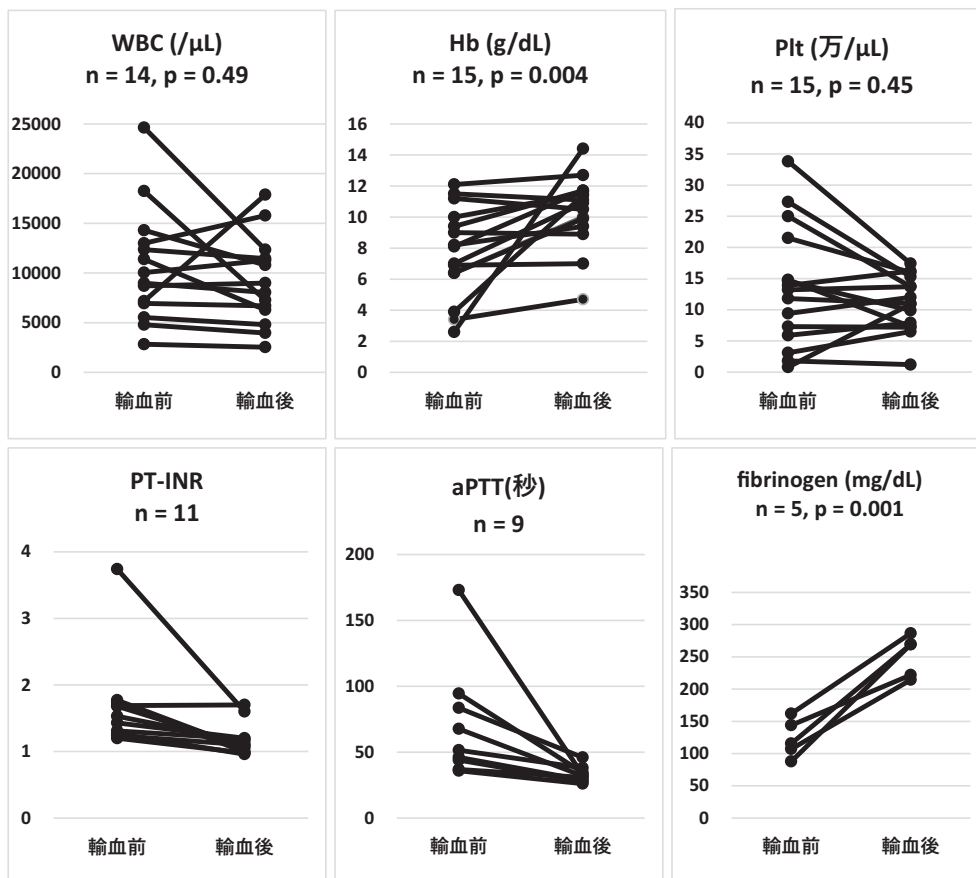 WBC (/μL)
n = 14, p = 0.49
25000
20000
15000
10000
5000
0
輸血前
輸血後
Hb (g/dL)
n = 15, p = 0.004
16
14
12
10
8
6
4
2
0
輸血前
輸血後
Plt (万/μL)
n = 15, p = 0.45
40
35
30
25
20
15
10
5
0
輸血前
輸血後
PT-INR
n = 11
4
3
2
1
0
輸血前
輸血後
aPTT(秒)
n = 9
200
150
100
50
0
輸血前
輸血後
fibrinogen (mg/dL)
n = 5, p = 0.001
350
300
250
200
150
100
50
0
輸血前
輸血後